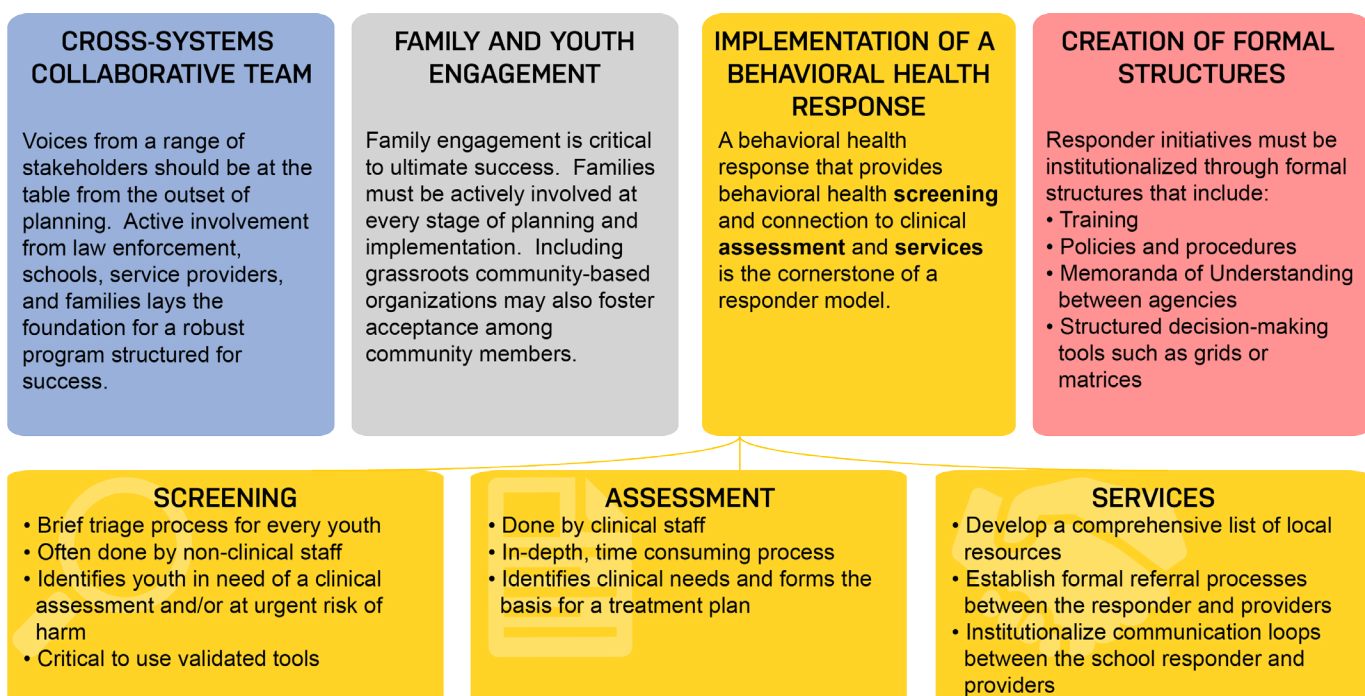 CROSS-SYSTEMS
COLLABORATIVE TEAM
Voices from a range of
stakeholders should be at the
table from the outset of
planning.  Active involvement
from law enforcement,
schools, service providers,
and families lays the
foundation for a robust
program structured for
success.
FAMILY AND YOUTH
ENGAGEMENT
Family engagement is critical
to ultimate success.  Families
must be actively involved at
every stage of planning and
implementation.  Including
grassroots community-based
organizations may also foster
acceptance among
community members.
IMPLEMENTATION OF A
BEHAVIORAL HEALTH
RESPONSE
A behavioral health
response that provides
behavioral health screening
and connection to clinical
assessment and services
is the cornerstone of a
responder model.
CREATION OF FORMAL
STRUCTURES
Responder initiatives must be
institutionalized through formal
structures that include:
• Training
• Policies and procedures
• Memoranda of Understanding
between agencies
• Structured decision-making
tools such as grids or
matrices
SCREENING
• Brief triage process for every youth
• Often done by non-clinical staff
• Identifies youth in need of a clinical
assessment and/or at urgent risk of
harm
• Critical to use validated tools
ASSESSMENT
• Done by clinical staff
• In-depth, time consuming process
• Identifies clinical needs and forms the
basis for a treatment plan
SERVICES
• Develop a comprehensive list of local
resources
• Establish formal referral processes
between the responder and providers
• Institutionalize communication loops
between the school responder and
providers